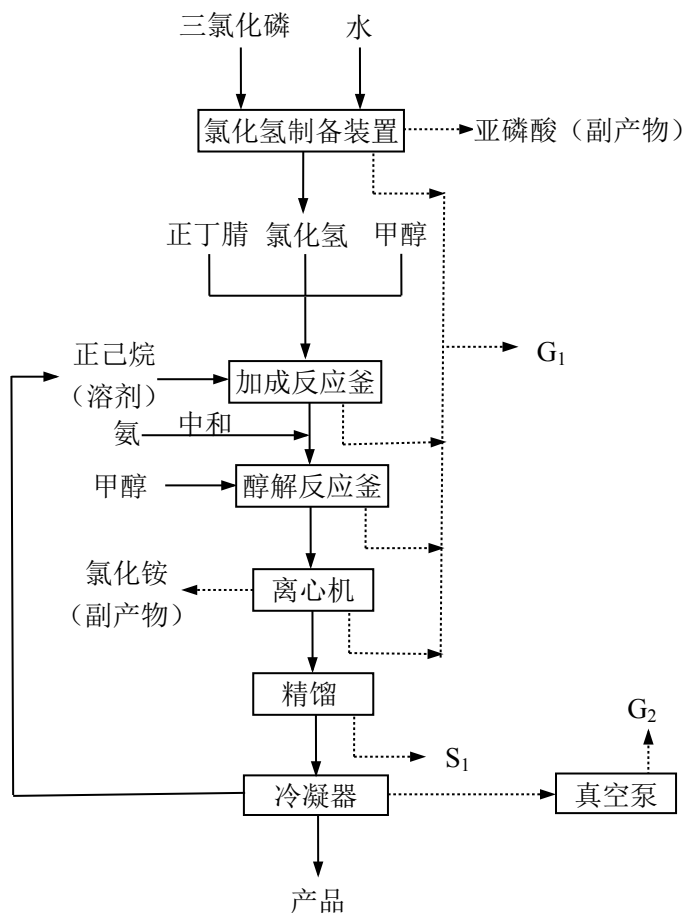 三氯化磷 水
氯化氢制备装置
亚磷酸（副产物）
正丁腈 氯化氢 甲醇
G₁
正己烷
（溶剂）
加成反应釜
氨 中和
甲醇
醇解反应釜
氯化铵
（副产物）
离心机
精馏
G₂
S₁
冷凝器
真空泵
产品